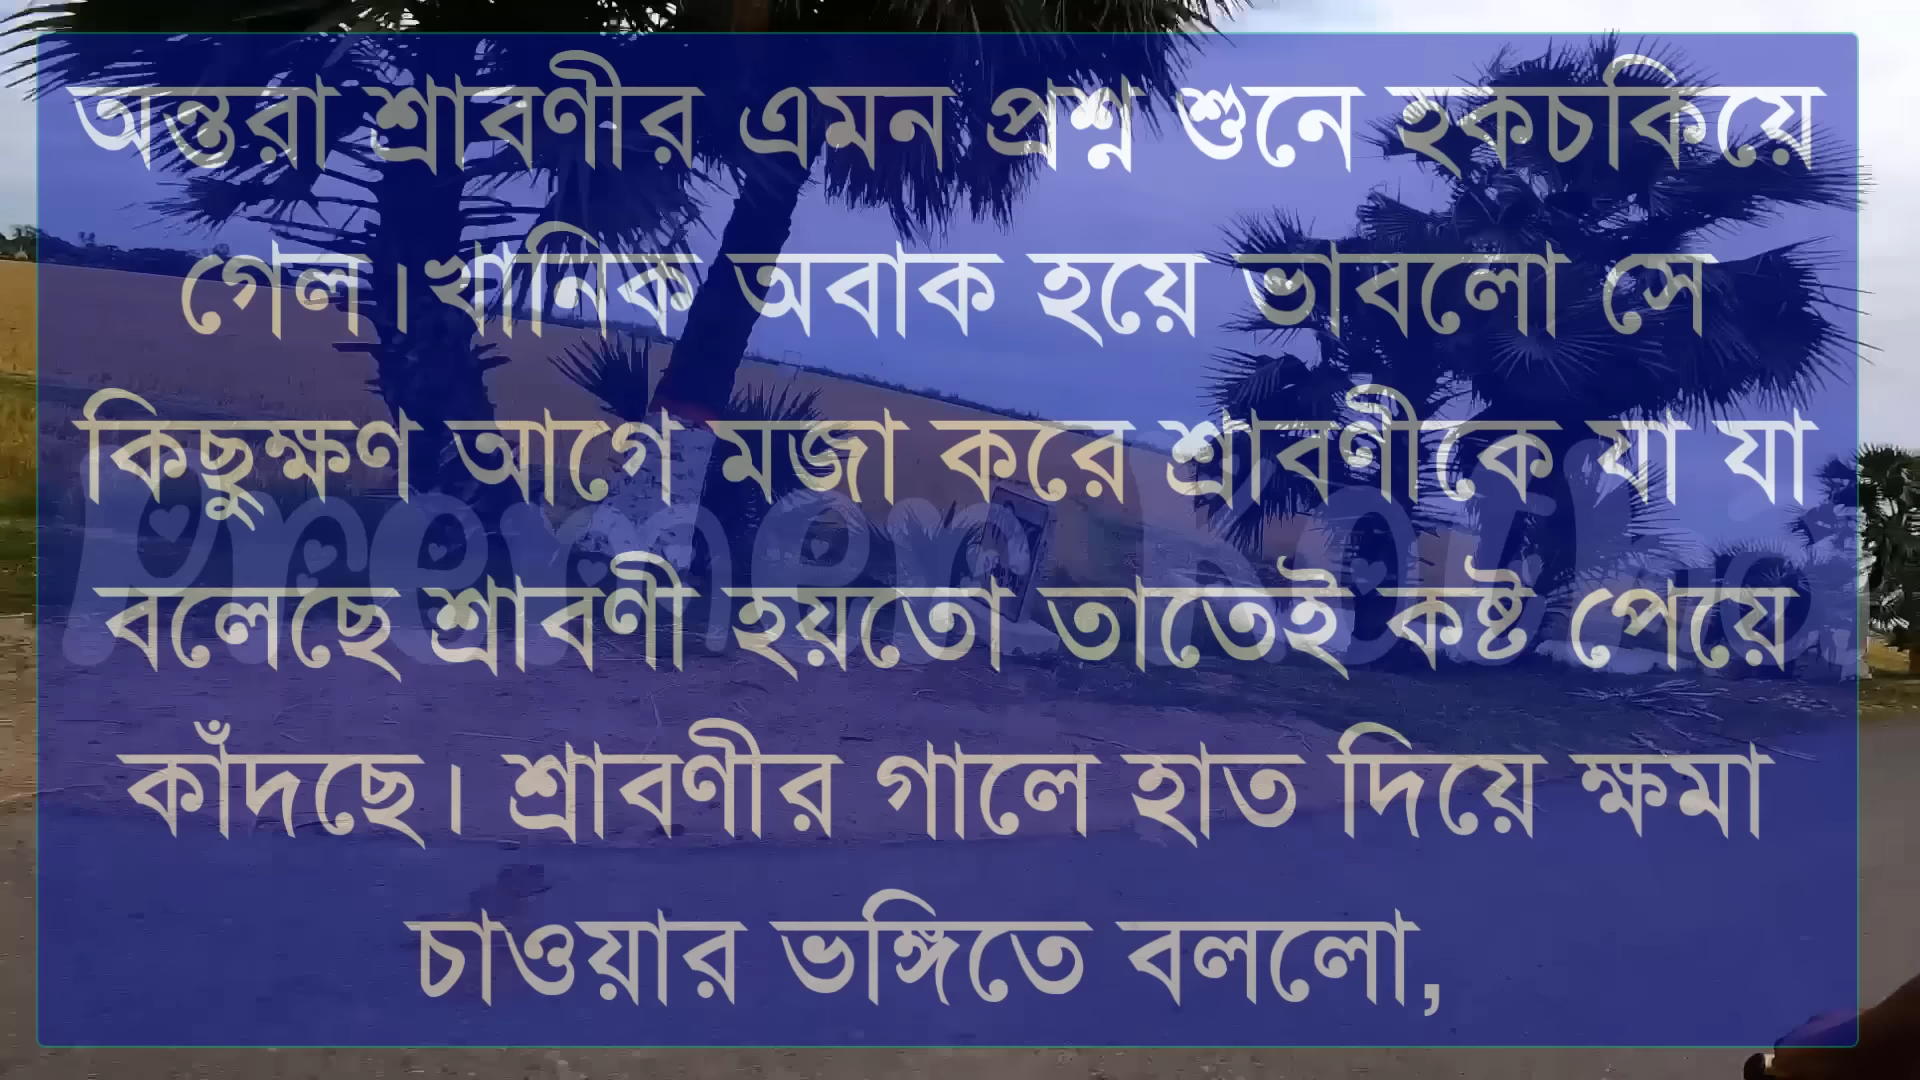 অন্তরা শ্রাবণীর এমন প্রশ্ন শুনে হকচকিয়ে
গেল।খানিক অবাক হয়ে ভাবলো সে
কিছুক্ষণ আগে মজা করে শ্রাবণীকে যা যা
বলেছে শ্রাবণী হয়তো তাতেই কষ্ট পেয়ে
কাঁদছে। শ্রাবণীর গালে হাত দিয়ে ক্ষমা
চাওয়ার ভঙ্গিতে বললো,